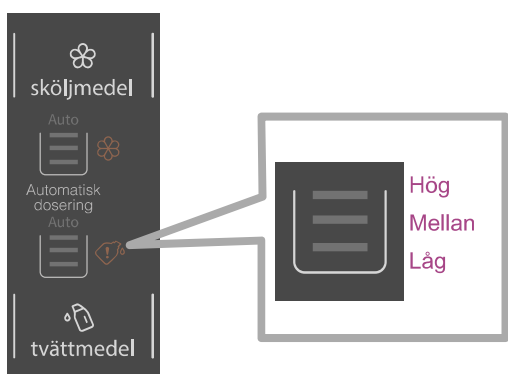 sköljmedel
Auto
Automatisk
dosering
Auto
tvättmedel
Hög
Mellan
Låg